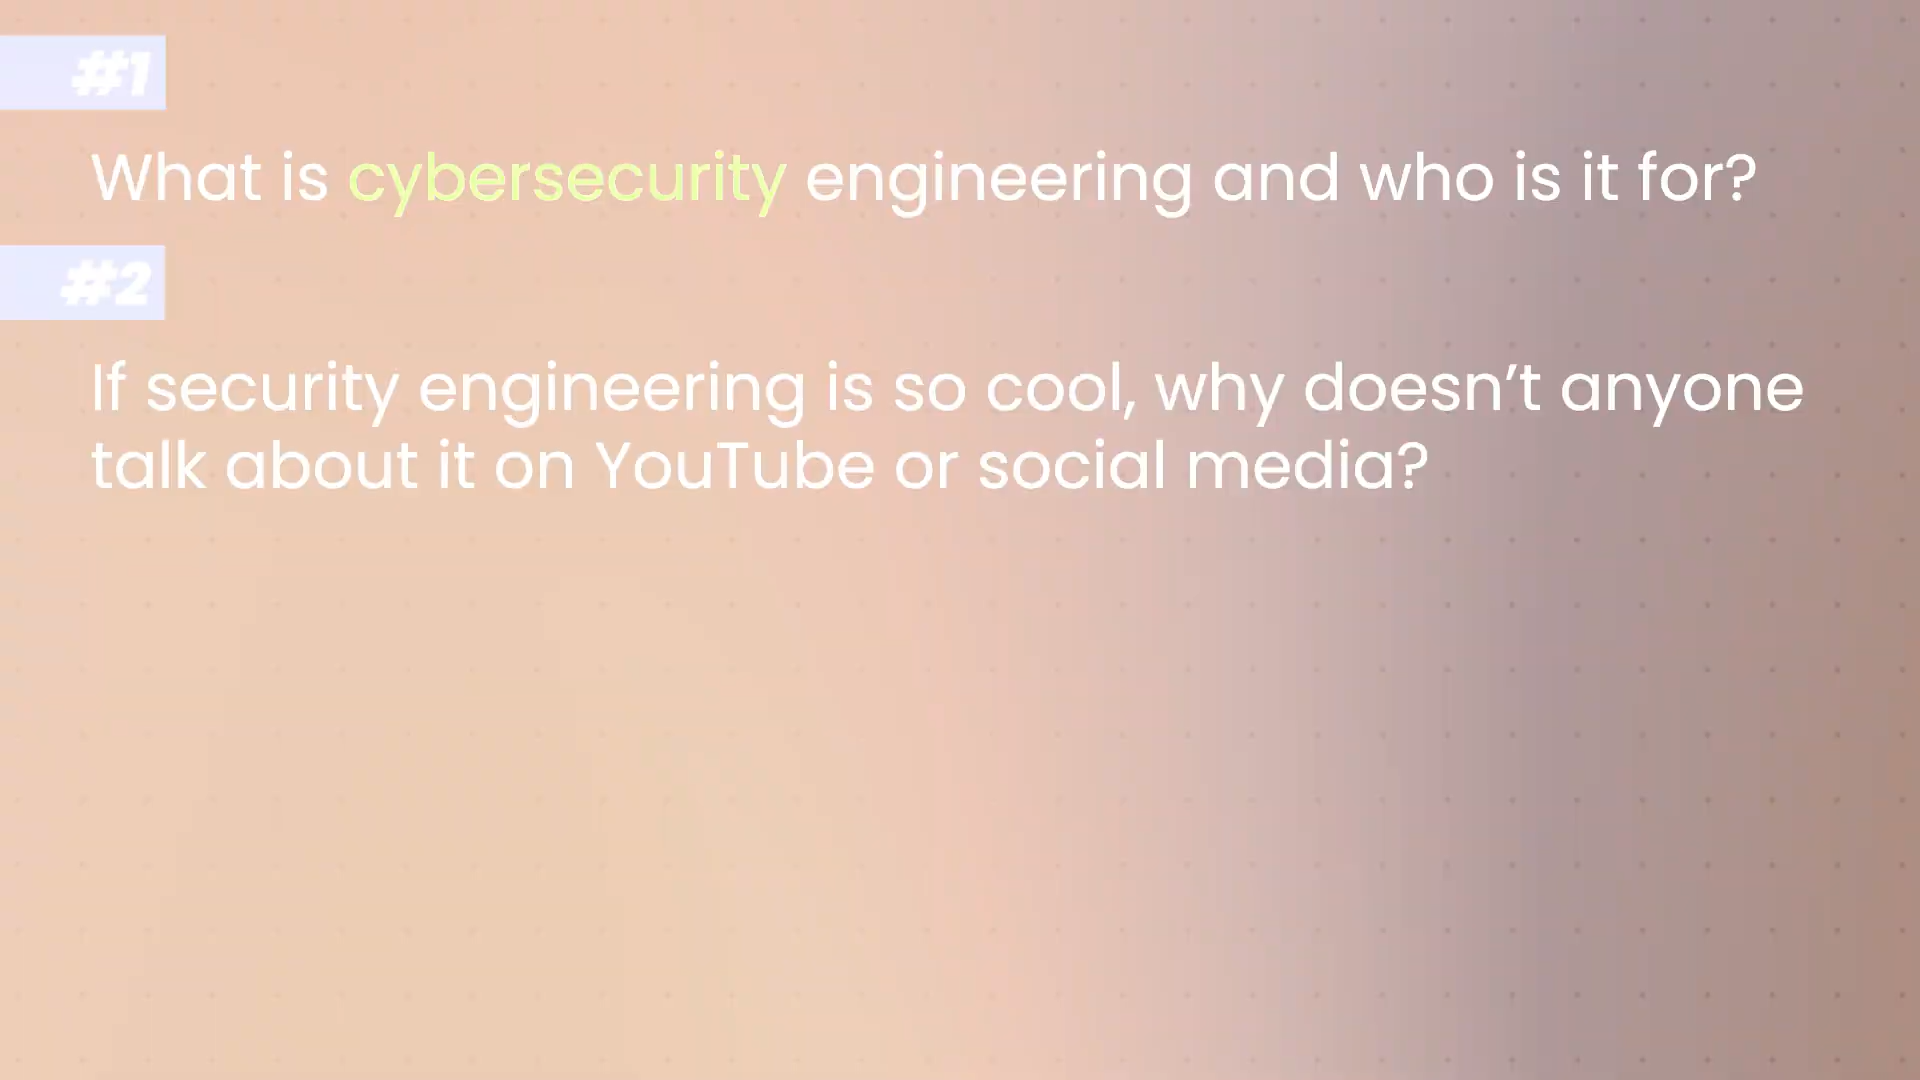 #1
What is cybersecurity engineering and who is it for?
#2
If security engineering is so cool, why doesn’t anyone
talk about it on YouTube or social media?